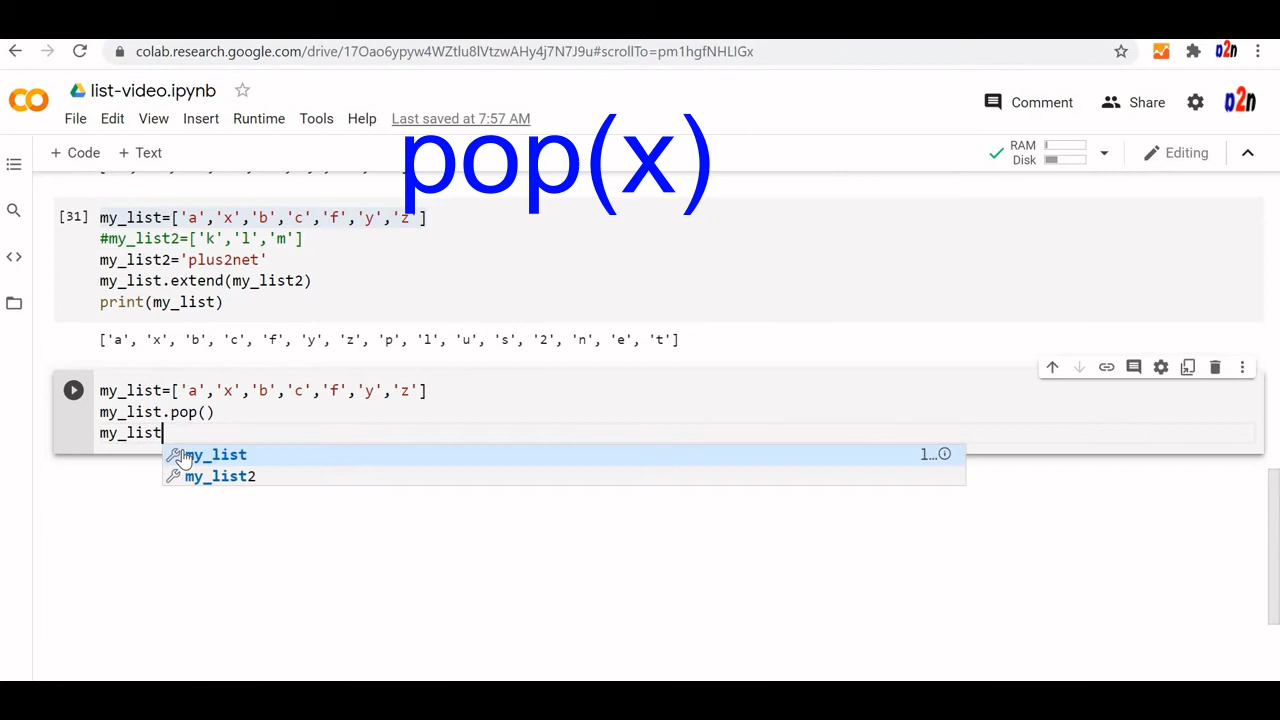 colab.research.google.com/drive/17Oao6ypyw4WZtlu8lVtzwAHy4j7N7J9u#scrollTo=pm1hgfNHLIGx
list-video.ipynb
Comment
Share
File Edit View Insert Runtime Tools Help Last saved at 7:57 AM
+ Code + Text
RAM
Disk
Editing
pop(x)
[31] my_list=['a','x','b','c','f','y','z']
#my_list2=['k','l','m']
my_list2='plus2net'
my_list.extend(my_list2)
print(my_list)
['a', 'x', 'b', 'c', 'f', 'y', 'z', 'p', 'l', 'u', 's', '2', 'n', 'e', 't']
my_list=['a','x','b','c','f','y','z']
my_list.pop()
my_list
my_list l…
my_list2